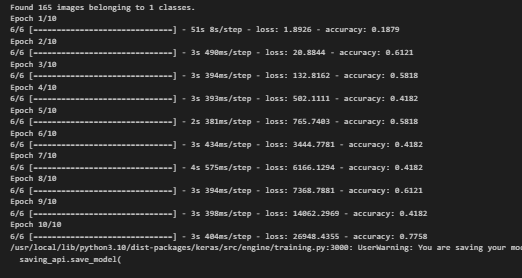 Found 165 images belonging to 1 classes.
Epoch 1/10
6/6 [==============================] - 51s 8s/step - loss: 1.8926 - accuracy: 0.1879
Epoch 2/10
6/6 [==============================] - 3s 490ms/step - loss: 20.8844 - accuracy: 0.6121
Epoch 3/10
6/6 [==============================] - 3s 394ms/step - loss: 132.8162 - accuracy: 0.5818
Epoch 4/10
6/6 [==============================] - 3s 393ms/step - loss: 502.1111 - accuracy: 0.4182
Epoch 5/10
6/6 [==============================] - 2s 381ms/step - loss: 765.7403 - accuracy: 0.5818
Epoch 6/10
6/6 [==============================] - 3s 434ms/step - loss: 3444.7781 - accuracy: 0.4182
Epoch 7/10
6/6 [==============================] - 4s 575ms/step - loss: 6166.1294 - accuracy: 0.4182
Epoch 8/10
6/6 [==============================] - 3s 394ms/step - loss: 7368.7881 - accuracy: 0.6121
Epoch 9/10
6/6 [==============================] - 3s 398ms/step - loss: 14062.2969 - accuracy: 0.4182
Epoch 10/10
6/6 [==============================] - 3s 404ms/step - loss: 26948.4355 - accuracy: 0.7758
/usr/local/lib/python3.10/dist-packages/keras/src/engine/training.py:3000: UserWarning: You are saving your
saving_api.save_model(